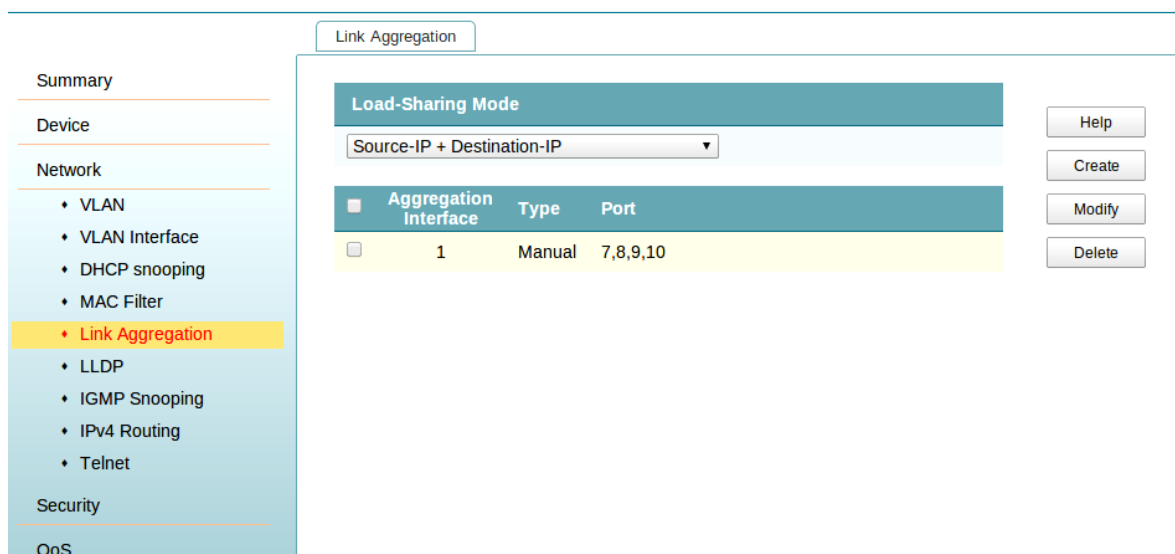 Link Aggregation
Summary
Device
Network
VLAN
VLAN Interface
DHCP snooping
MAC Filter
Link Aggregation
LLDP
IGMP Snooping
IPv4 Routing
Telnet
Security
QoS
Load-Sharing Mode
Source-IP + Destination-IP
Aggregation Interface Type Port
1 Manual 7,8,9,10
Help
Create
Modify
Delete